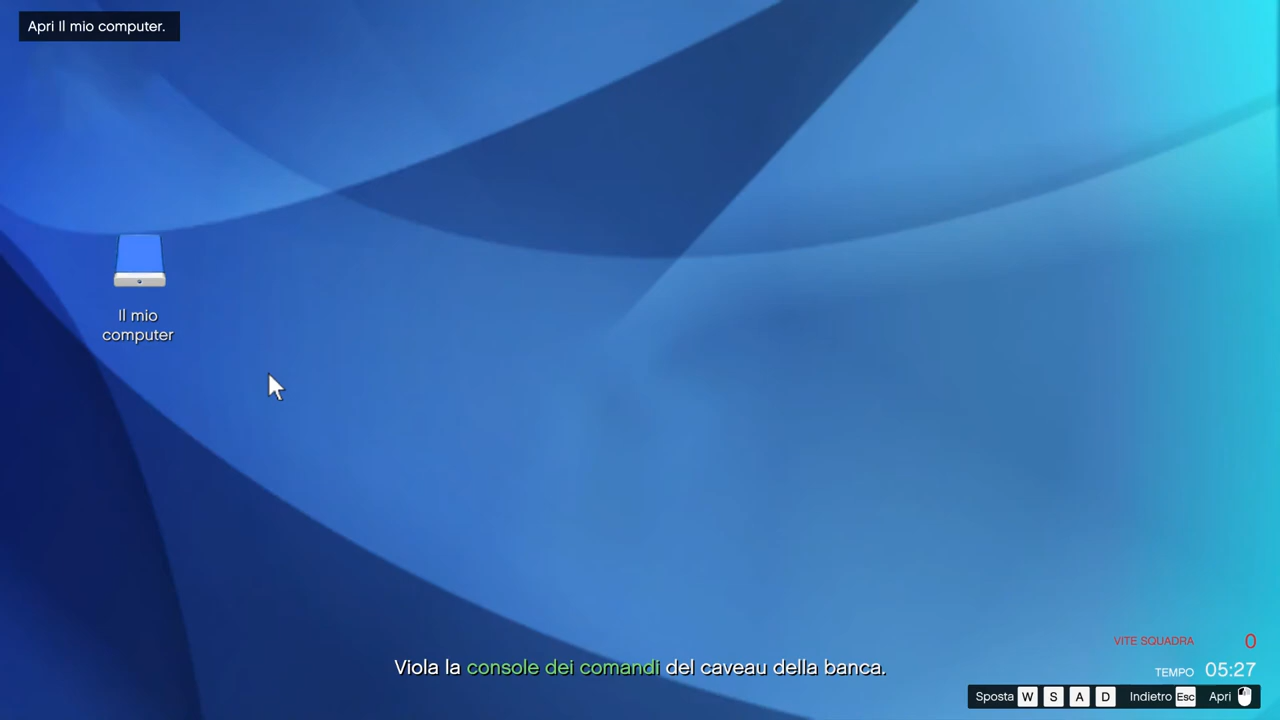 Apri Il mio computer.
Il mio
computer
Viola la console dei comandi del caveau della banca.
VITE SQUADRA 0
TEMPO 05:27
Sposta W S A D Indietro Esc Apri